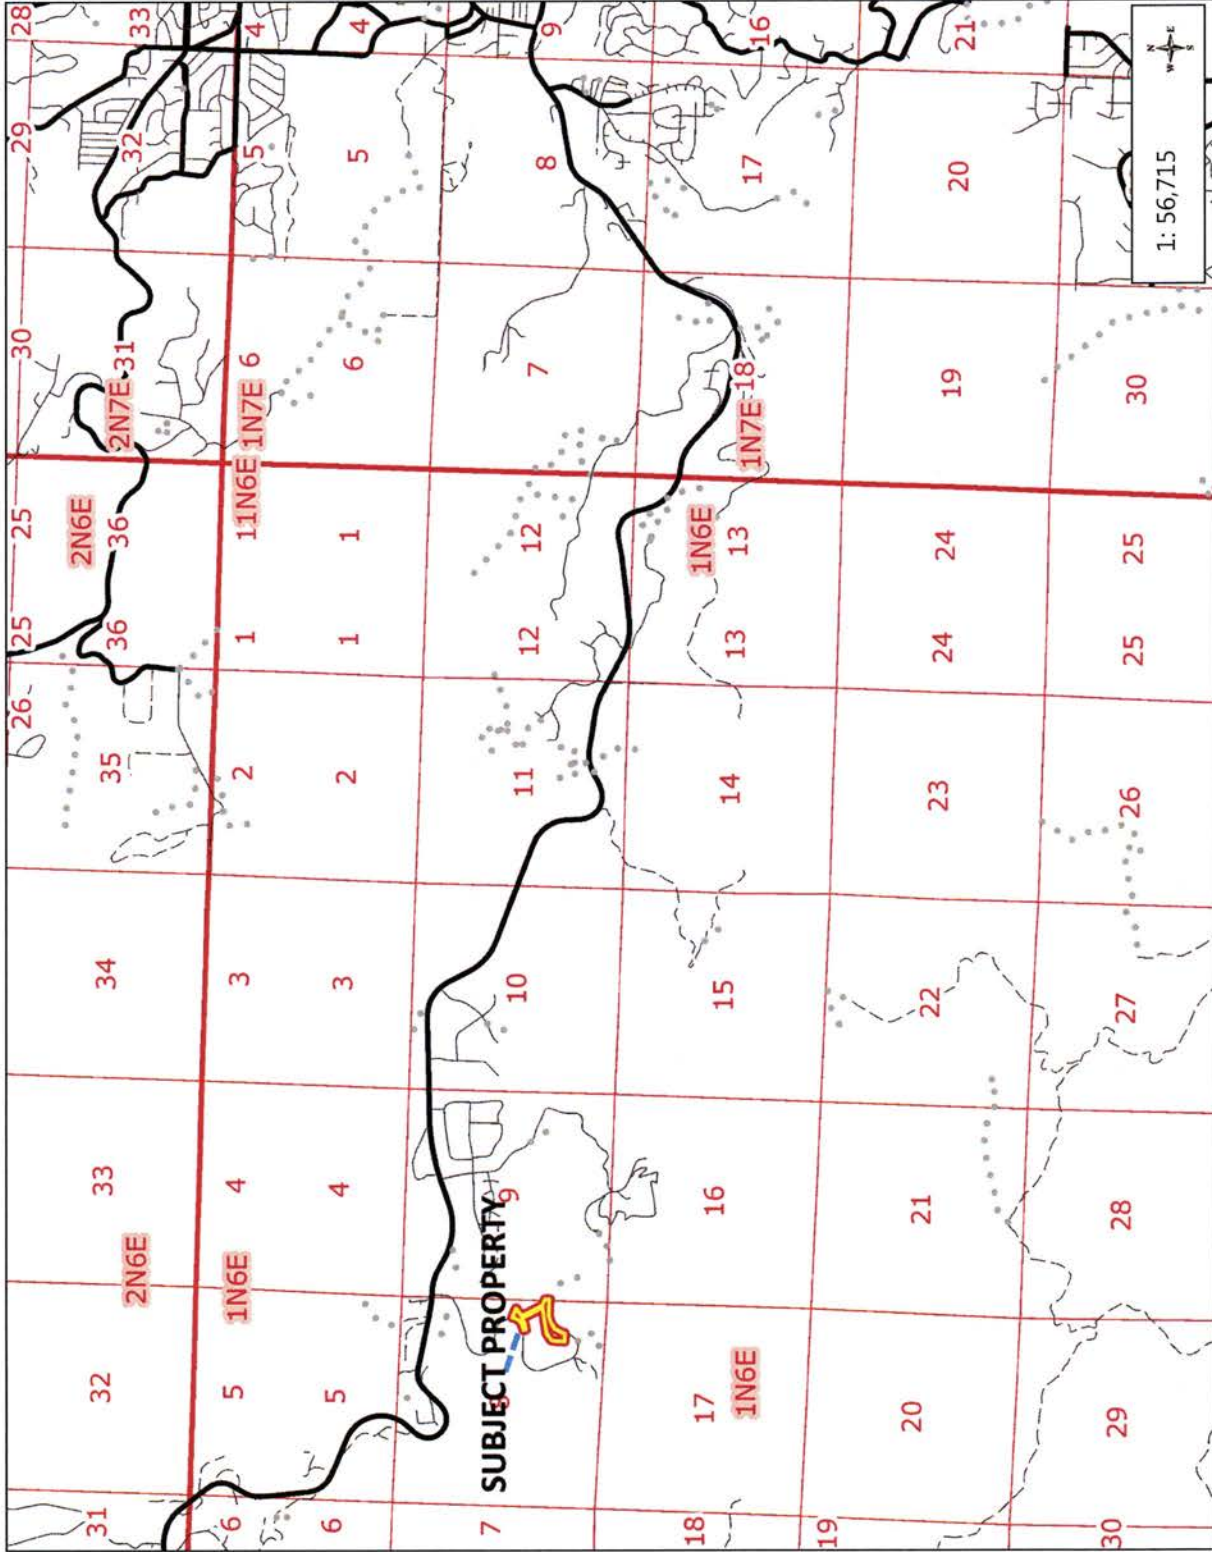 26 25 25 30 29 28
2N6E
31 32 33 34 35 36 36 2N7E 31 32 33
2N6E
6 5 4 3 2 1 1 1N6E 1N7E 6 5 4
1N6E
6 5 4 3 2 1 1 6 5 4
SUBJECT PROPERTY
7 9 10 11 12 12 7 8 9
1N6E
18 17 16 15 14 13 13 1N7E 18 17 16
1N6E
19 20 21 22 23 24 24 19 20 21
30 29 28 27 26 25 25 30
N
W E
S
1: 56,715